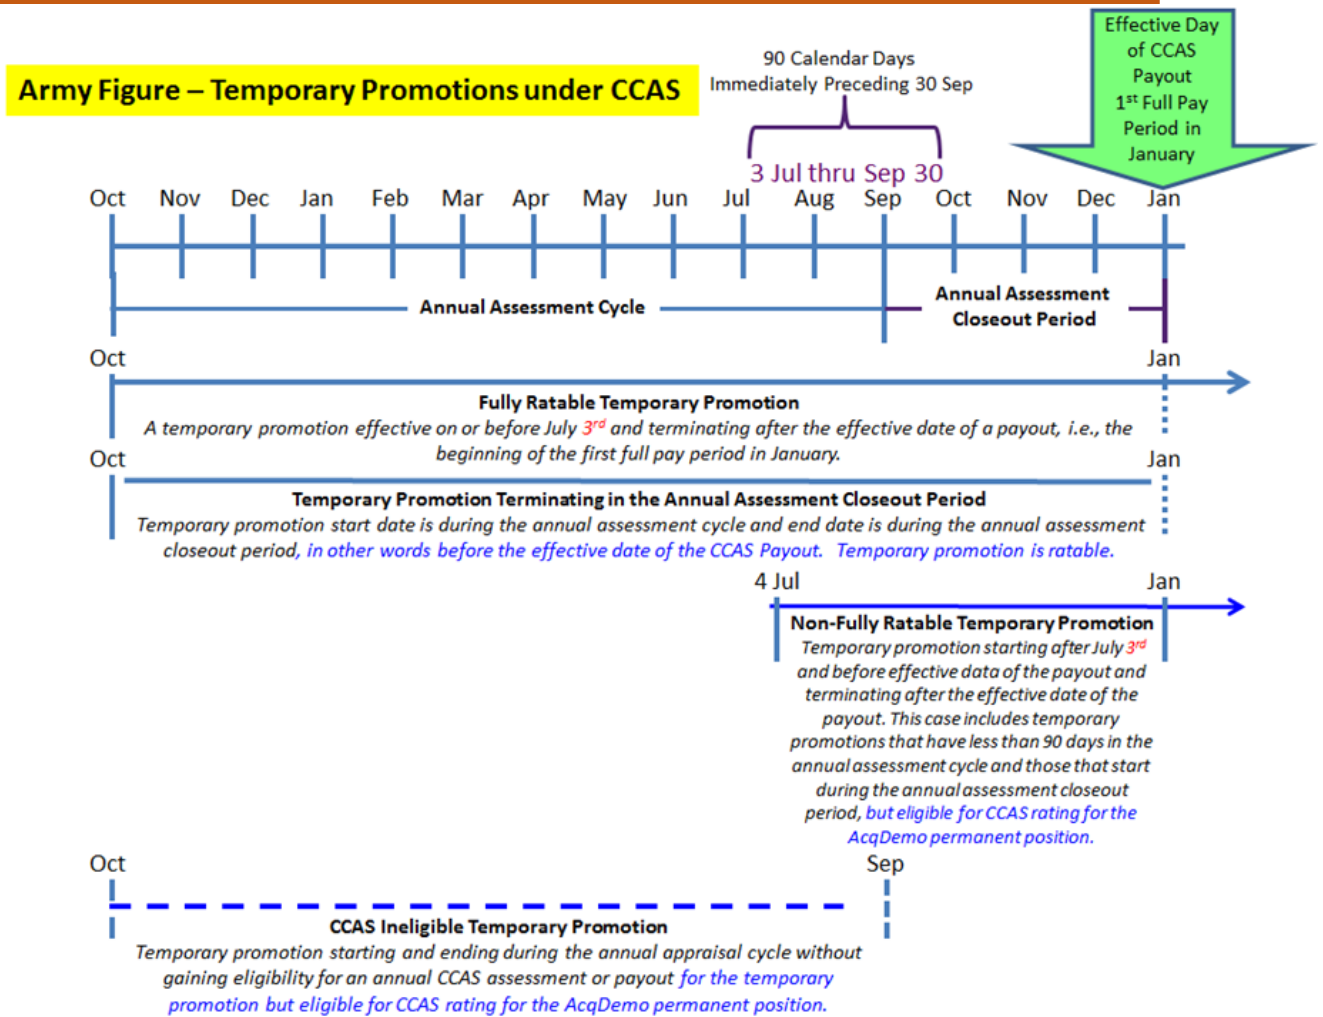 Effective Day
of CCAS
Payout
1st Full Pay
Period in
January
90 Calendar Days
Immediately Preceding 30 Sep
Army Figure – Temporary Promotions under CCAS
3 Jul thru Sep 30
Oct Nov Dec Jan Feb Mar Apr May Jun Jul Aug Sep Oct Nov Dec Jan
Annual Assessment Cycle
Annual Assessment
Closeout Period
Oct Jan
Fully Ratable Temporary Promotion
A temporary promotion effective on or before July 3rd and terminating after the effective date of a payout, i.e., the
beginning of the first full pay period in January.
Oct Jan
Temporary Promotion Terminating in the Annual Assessment Closeout Period
Temporary promotion start date is during the annual assessment cycle and end date is during the annual assessment
closeout period, in other words before the effective date of the CCAS Payout. Temporary promotion is ratable.
4 Jul Jan
Non-Fully Ratable Temporary Promotion
Temporary promotion starting after July 3rd
and before effective data of the payout and
terminating after the effective date of the
payout. This case includes temporary
promotions that have less than 90 days in the
annual assessment cycle and those that start
during the annual assessment closeout
period, but eligible for CCAS rating for the
AcqDemo permanent position.
Oct Sep
CCAS Ineligible Temporary Promotion
Temporary promotion starting and ending during the annual appraisal cycle without
gaining eligibility for an annual CCAS assessment or payout for the temporary
promotion but eligible for CCAS rating for the AcqDemo permanent position.